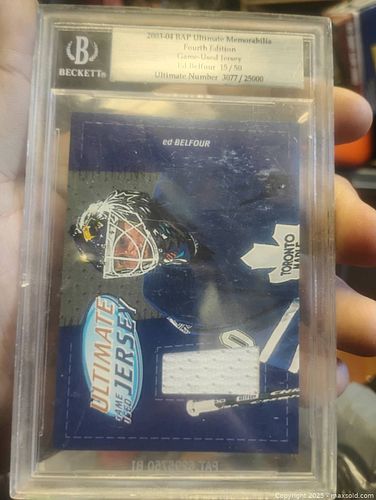 BECKETT®
2003-04 BAP Ultimate Memorabilia
Fourth Edition
Game-Used Jersey
Ed Belfour 15 / 50
Ultimate Number 3077 / 25000
ed BELFOUR
TORONTO
MAPLE
ULTIMATE
GAME USED JERSEY
Copyright 2025 - maxsold.com